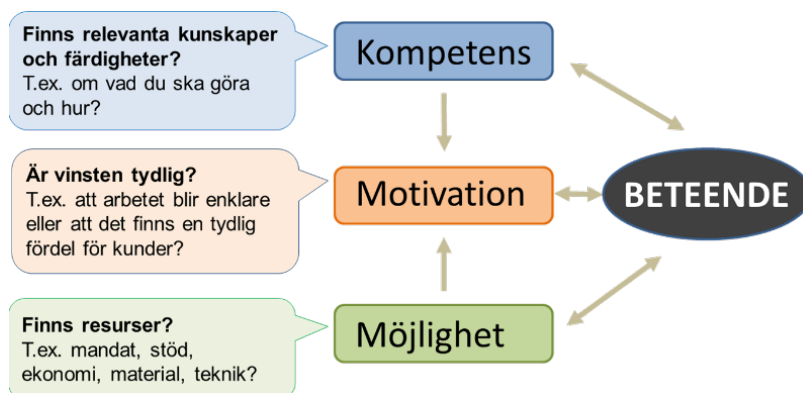 Finns relevanta kunskaper
och färdigheter?
T.ex. om vad du ska göra
och hur?
Kompetens
Är vinsten tydlig?
T.ex. att arbetet blir enklare
eller att det finns en tydlig
fördel för kunder?
Motivation
BETEENDE
Finns resurser?
T.ex. mandat, stöd,
ekonomi, material, teknik?
Möjlighet